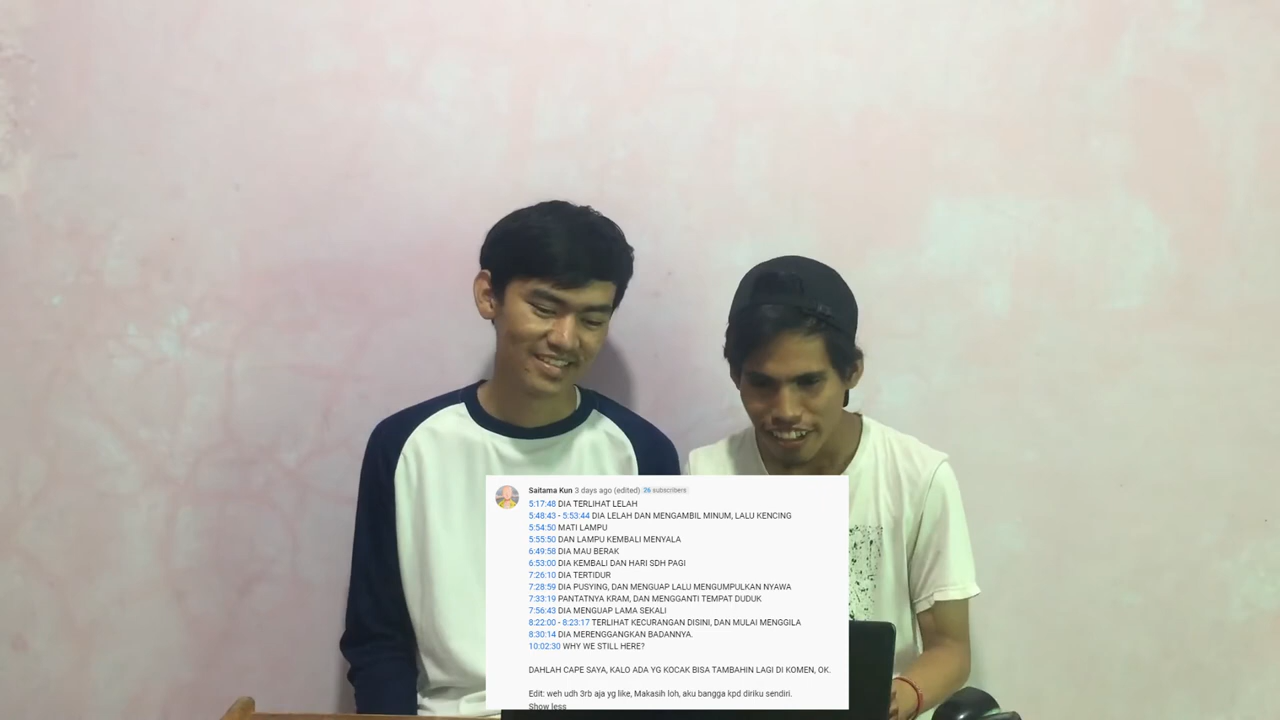 Saitama Kun 3 days ago (edited) 26 subscribers
5:17:48 DIA TERLIHAT LELAH
5:48:43 - 5:53:44 DIA LELAH DAN MENGAMBIL MINUM, LALU KENCING
5:54:50 MATI LAMPU
5:55:50 DAN LAMPU KEMBALI MENYALA
6:49:58 DIA MAU BERAK
6:53:00 DIA KEMBALI DAN HARI SDH PAGI
7:26:10 DIA TERTIDUR
7:28:59 DIA PUSYING, DAN MENGUAP LALU MENGUMPULKAN NYAWA
7:33:19 PANTATNYA KRAM, DAN MENGGANTI TEMPAT DUDUK
7:56:43 DIA MENGUAP LAMA SEKALI
8:22:00 - 8:23:17 TERLIHAT KECURANGAN DISINI, DAN MULAI MENGGILA
8:30:14 DIA MERENGGANGKAN BADANNYA.
10:02:30 WHY WE STILL HERE?
DAHLAH CAPE SAYA, KALO ADA YG KOCAK BISA TAMBAHIN LAGI DI KOMEN, OK.
Edit: weh udh 3rb aja yg like, Makasih loh, aku bangga kpd diriku sendiri.
Show less